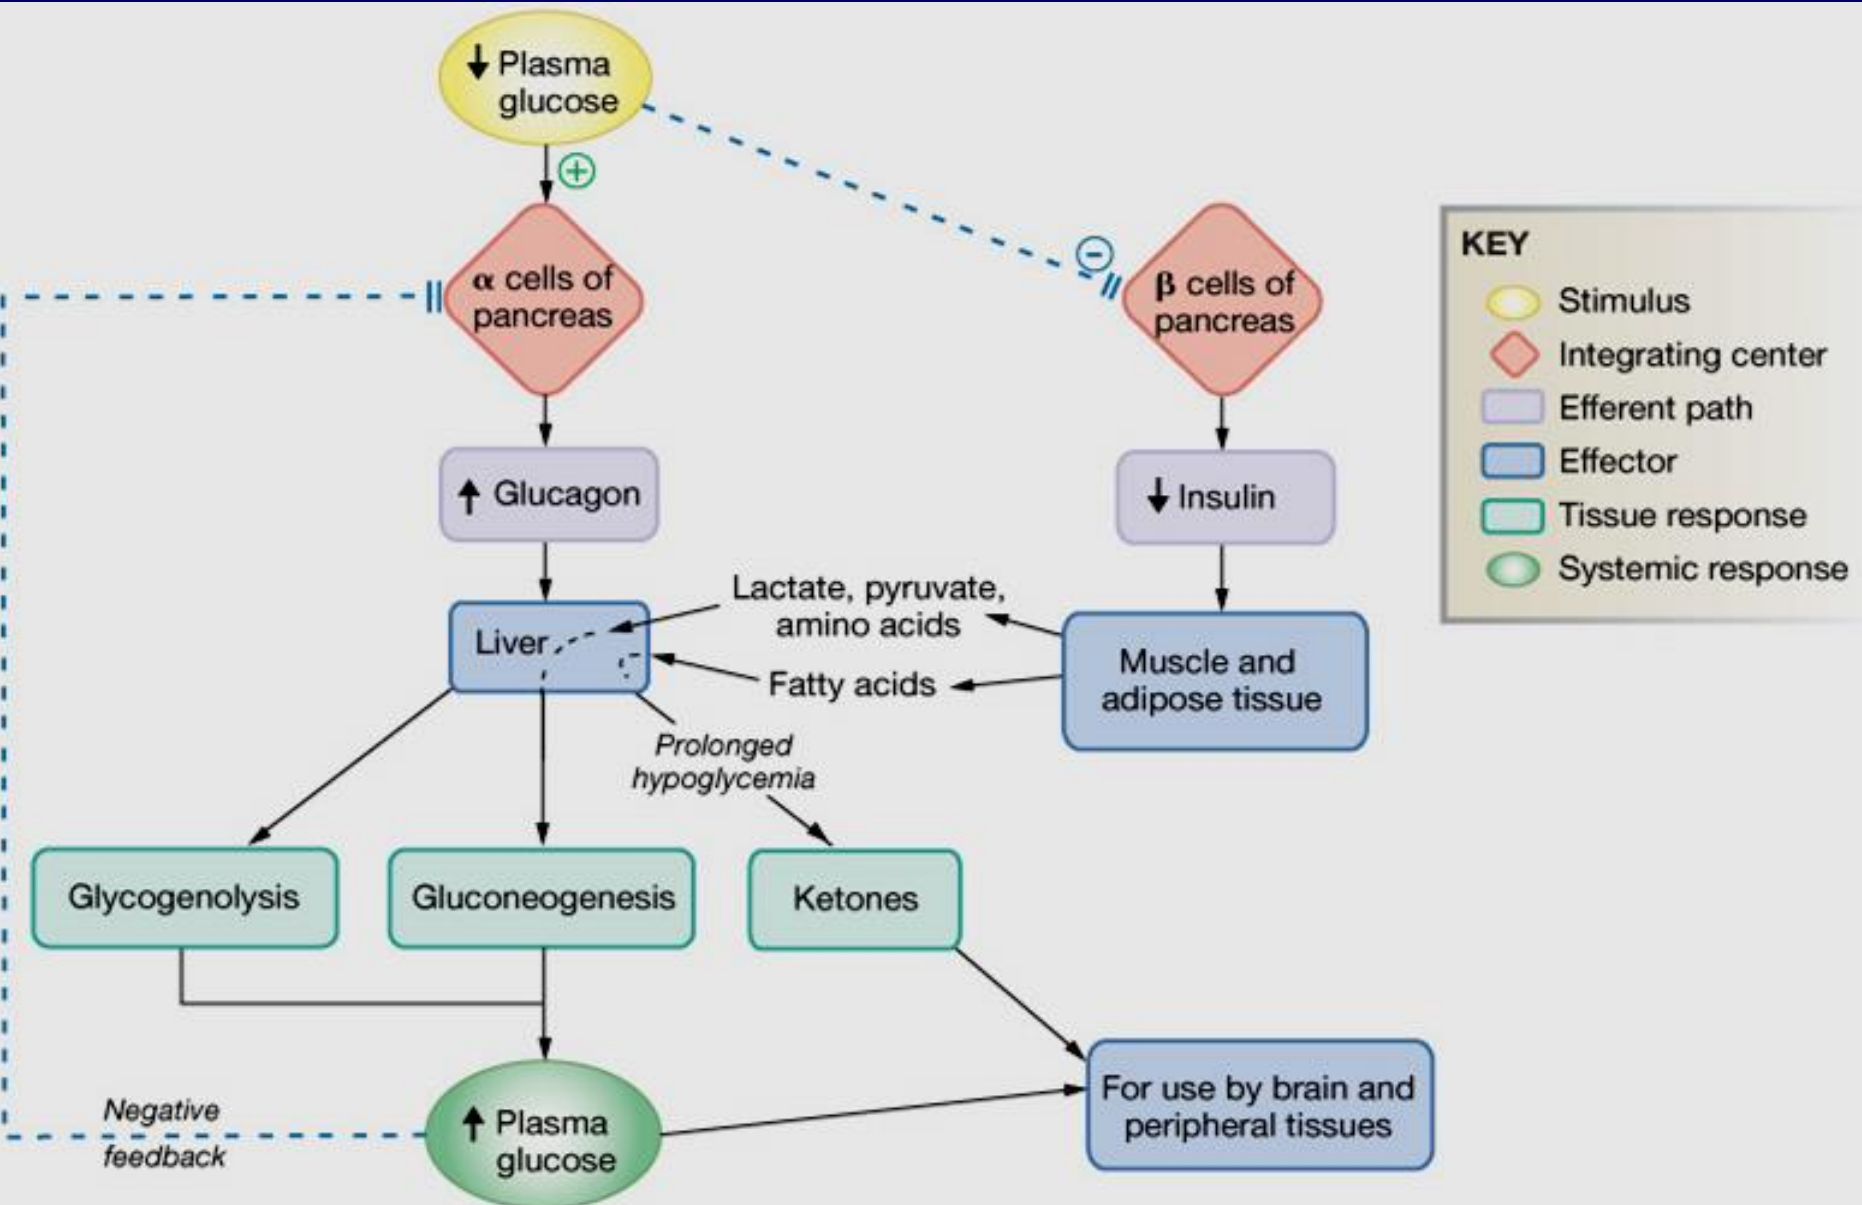 ↓ Plasma
glucose
+
-
α cells of
pancreas
β cells of
pancreas
KEY
Stimulus
Integrating center
Efferent path
Effector
Tissue response
Systemic response
↑ Glucagon
↓ Insulin
Lactate, pyruvate,
amino acids
Liver
Fatty acids
Muscle and
adipose tissue
Prolonged
hypoglycemia
Glycogenolysis
Gluconeogenesis
Ketones
Negative
feedback
↑ Plasma
glucose
For use by brain and
peripheral tissues